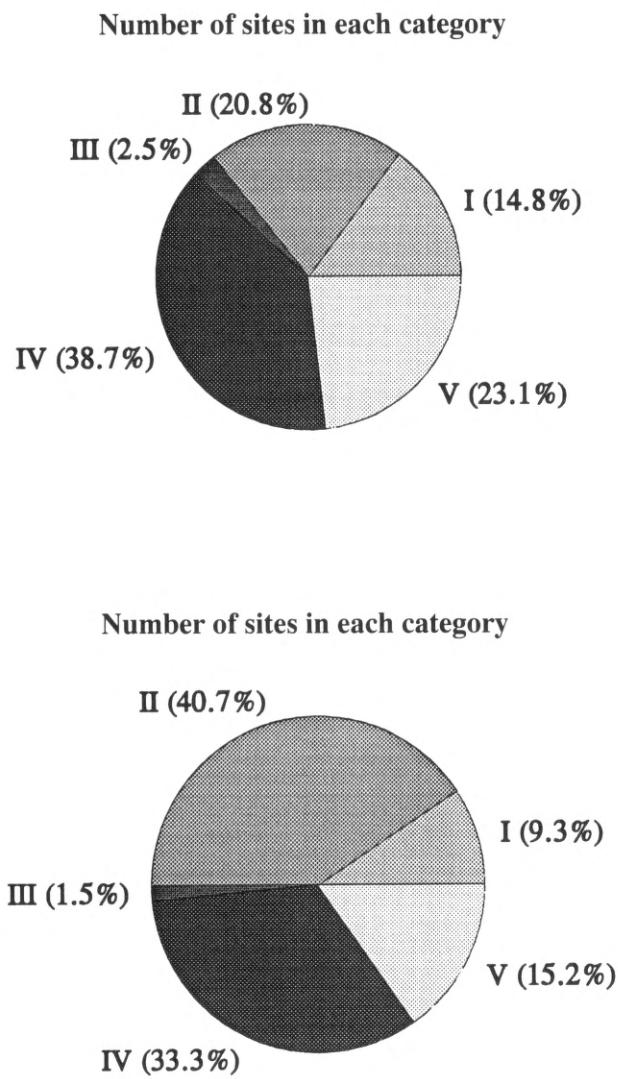 Number of sites in each category
II (20.8%)
III (2.5%)
I (14.8%)
IV (38.7%)
V (23.1%)
Number of sites in each category
II (40.7%)
I (9.3%)
III (1.5%)
V (15.2%)
IV (33.3%)